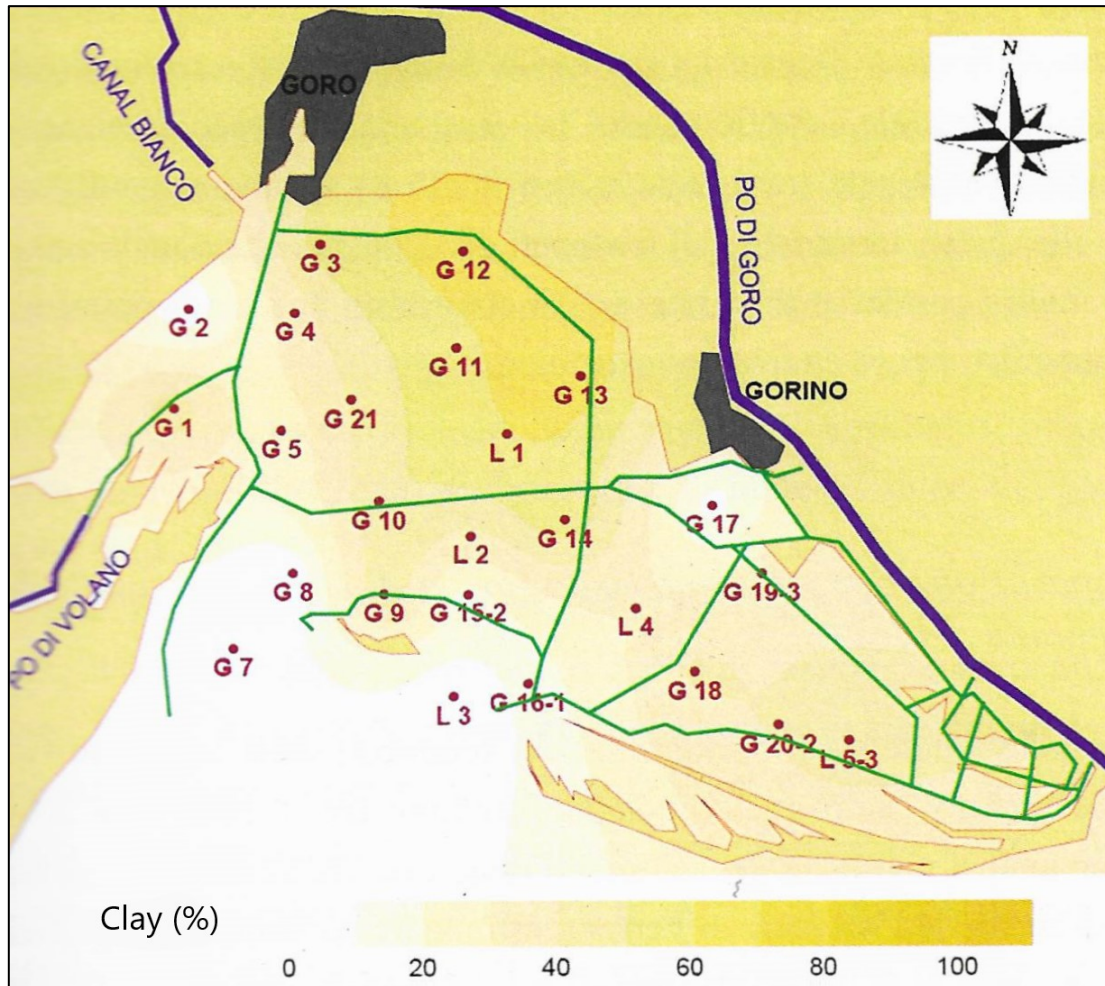 N
CANAL BIANCO
GORO
PO DI GORO
G 3
G 12
G 2
G 4
G 11
G 13
GORINO
G 1
G 21
G 5
L 1
G 10
G 17
G 14
L 2
PO DI VOLANO
G 8
G 9
G 15-2
G 19-3
L 4
G 7
G 18
L 3
G 16-1
G 20-2
L 5-3
Clay (%)
0 20 40 60 80 100